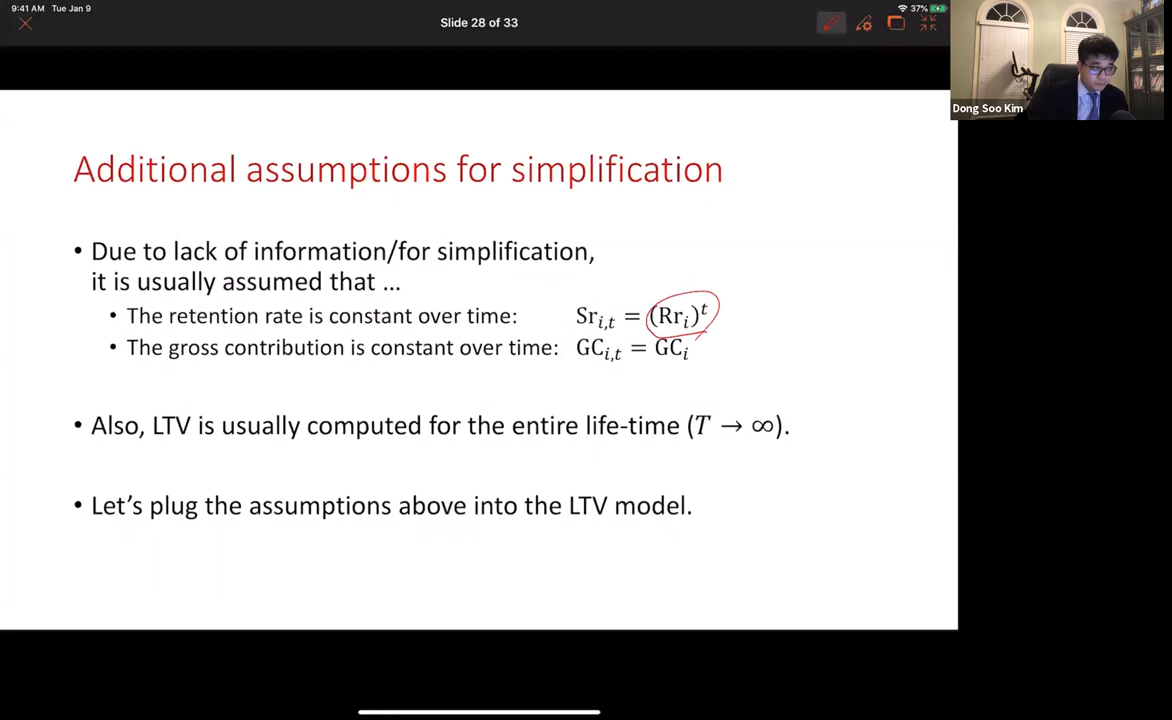 9:41 AM Tue Jan 9
37%
Slide 28 of 33
Dong Soo Kim
Additional assumptions for simplification
• Due to lack of information/for simplification,
it is usually assumed that …
• The retention rate is constant over time: Sr_{i,t} = (Rr_i)^t
• The gross contribution is constant over time: GC_{i,t} = GC_i
• Also, LTV is usually computed for the entire life-time (T → ∞).
• Let's plug the assumptions above into the LTV model.